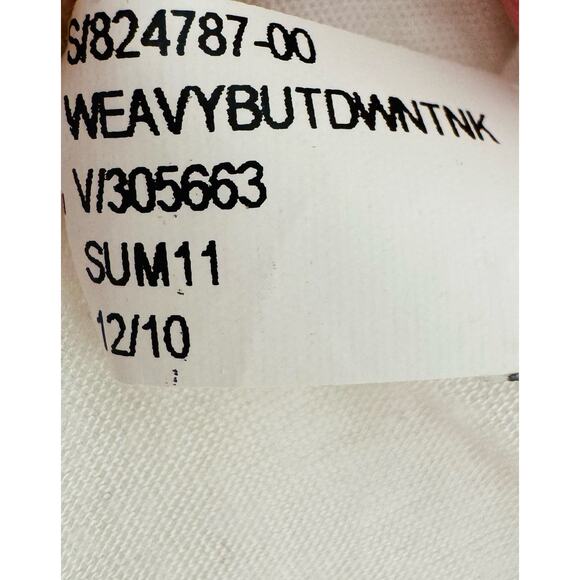 S/824787-00
WEAVYBUTDWNTNK
V/305663
SUM11
12/10